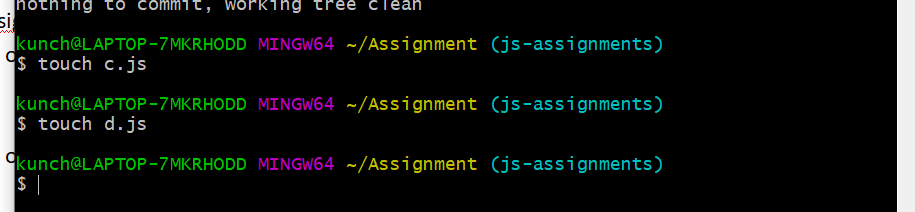 nothing to commit, working tree clean
kunch@LAPTOP-7MKRHODD MINGW64 ~/Assignment (js-assignments)
$ touch c.js
kunch@LAPTOP-7MKRHODD MINGW64 ~/Assignment (js-assignments)
$ touch d.js
kunch@LAPTOP-7MKRHODD MINGW64 ~/Assignment (js-assignments)
$